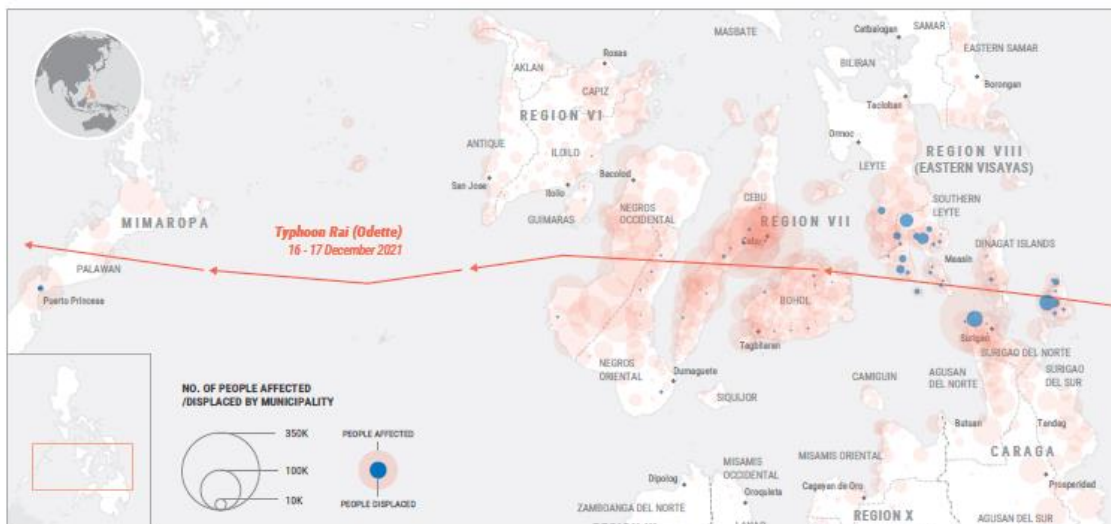 MASBATE
Catbalogan
SAMAR
EASTERN SAMAR
Roxas
AKLAN
BILIRAN
Borongan
CAPIZ
Tacloban
REGION VI
ANTIQUE
Ormoc
ILOILO
REGION VIII
(EASTERN VISAYAS)
LEYTE
Bacolod
San Jose
Iloilo
CEBU
SOUTHERN
LEYTE
GUIMARAS
NEGROS
OCCIDENTAL
REGION VII
MIMAROPA
Typhoon Rai (Odette)
16 - 17 December 2021
Cebu
DINAGAT ISLANDS
Maasin
PALAWAN
Puerto Princesa
BOHOL
Surigao
Tagbilaran
SURIGAO DEL NORTE
NEGROS
ORIENTAL
Dumaguete
CAMIGUIN
AGUSAN
DEL NORTE
SURIGAO
DEL SUR
SIQUIJOR
NO. OF PEOPLE AFFECTED
/DISPLACED BY MUNICIPALITY
350K
PEOPLE AFFECTED
100K
10K
PEOPLE DISPLACED
Butuan
Tandag
MISAMIS ORIENTAL
CARAGA
MISAMIS
OCCIDENTAL
Dipolog
Cagayan de Oro
Prosperidad
Oroquieta
ZAMBOANGA DEL NORTE
REGION X
AGUSAN DEL SUR